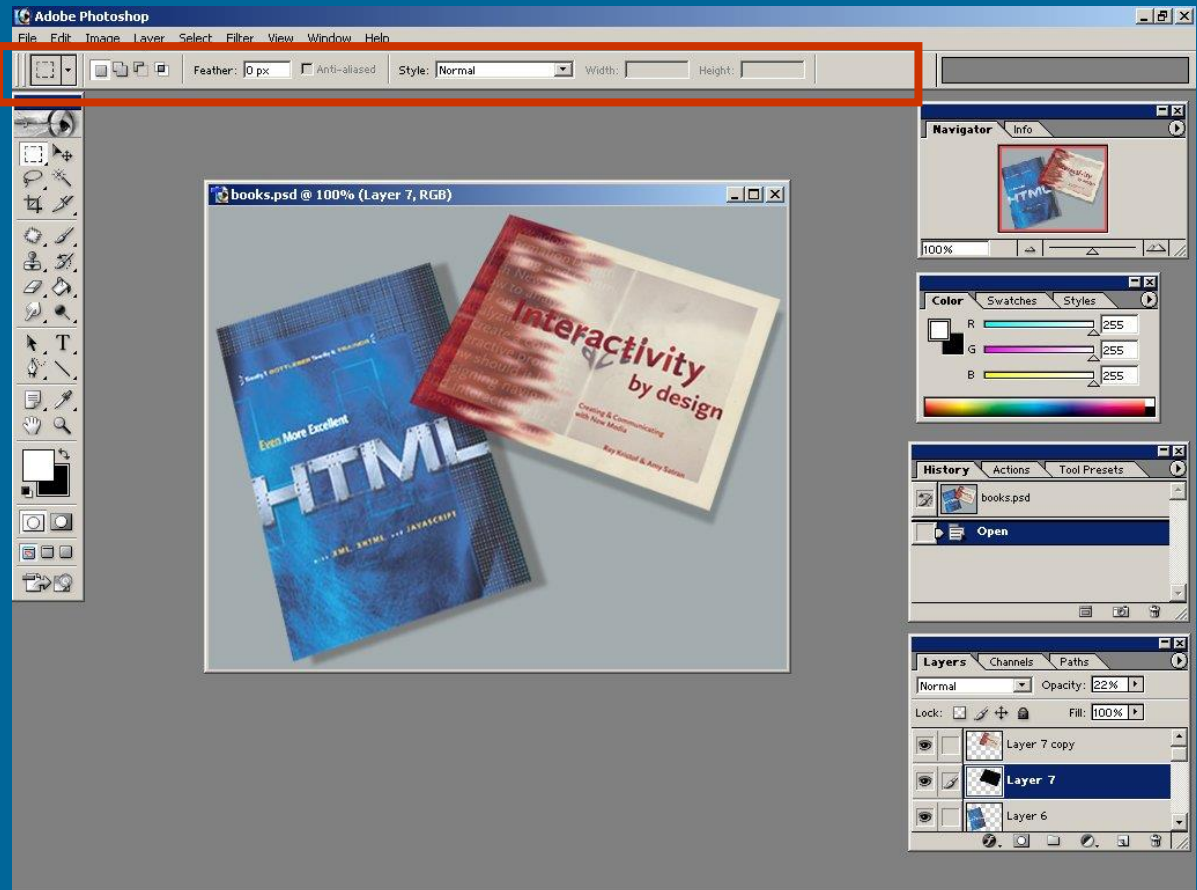 Adobe Photoshop
File Edit Image Layer Select Filter View Window Help
Feather: 0 px Anti-aliased Style: Normal Width: Height:
Navigator Info
100%
books.psd @ 100% (Layer 7, RGB)
Interactivity
by design
Creating & Communicating
with New Media
Ray Kristof & Amy Satran
Even More Excellent
HTML
XML, XHTML, and JAVASCRIPT
Color Swatches Styles
R 255
G 255
B 255
History Actions Tool Presets
books.psd
Open
Layers Channels Paths
Normal Opacity: 22%
Lock: Fill: 100%
Layer 7 copy
Layer 7
Layer 6